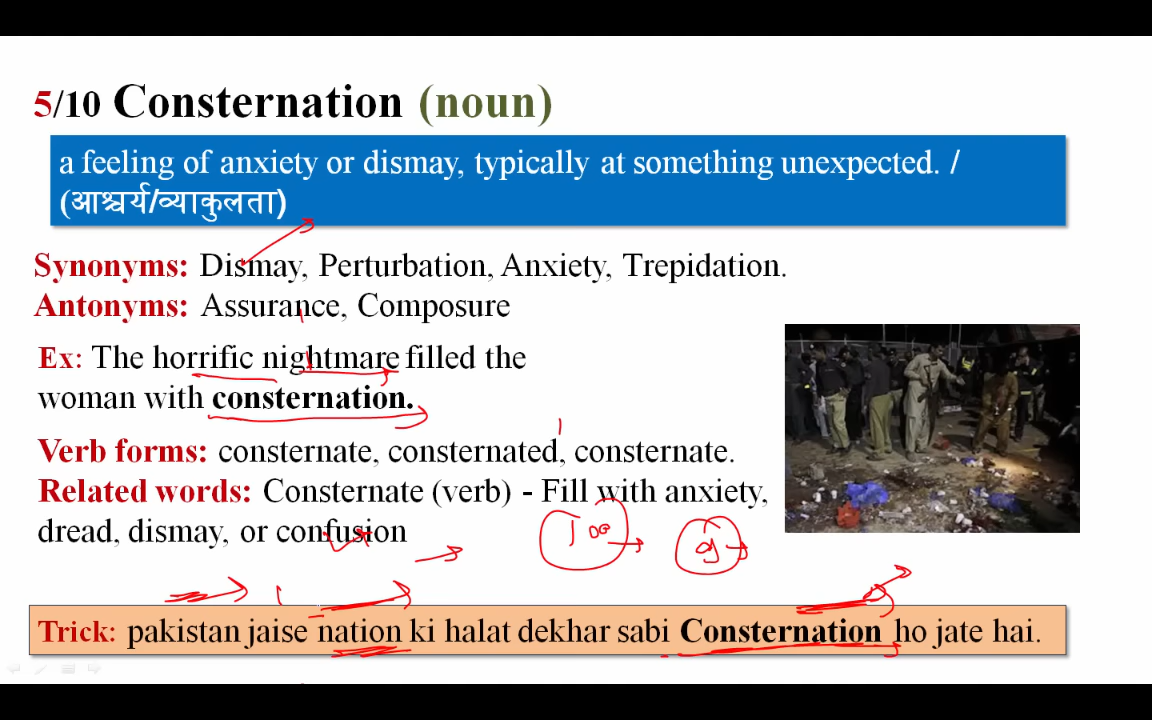 5/10 Consternation (noun)
a feeling of anxiety or dismay, typically at something unexpected. /
(आश्चर्य/व्याकुलता)
Synonyms: Dismay, Perturbation, Anxiety, Trepidation.
Antonyms: Assurance, Composure
Ex: The horrific nightmare filled the
woman with consternation.
Verb forms: consternate, consternated, consternate.
Related words: Consternate (verb) - Fill with anxiety,
dread, dismay, or confusion
Trick: pakistan jaise nation ki halat dekhar sabi Consternation ho jate hai.